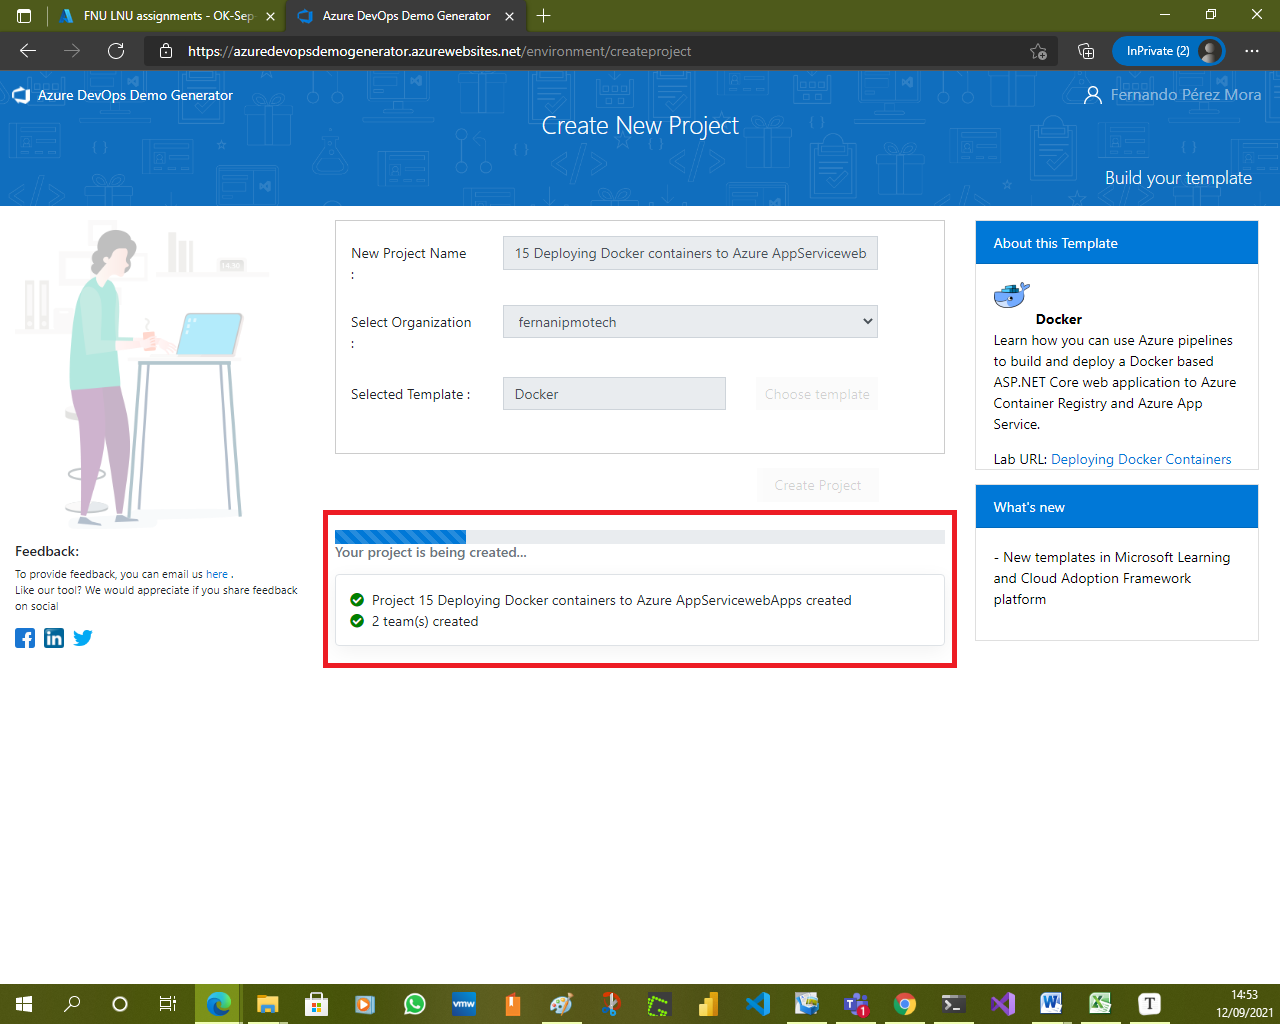 FNU LNU assignments - OK-Sep-
Azure DevOps Demo Generator
https://azuredevopsdemogenerator.azurewebsites.net/environment/createproject
InPrivate (2)
Azure DevOps Demo Generator
Fernando Pérez Mora
Create New Project
Build your template
New Project Name
:
15 Deploying Docker containers to Azure AppServiceweb
Select Organization
:
fernanipmotech
Selected Template :
Docker
Choose template
Create Project
Your project is being created...
Project 15 Deploying Docker containers to Azure AppServicewebApps created
2 team(s) created
About this Template
Docker
Learn how you can use Azure pipelines
to build and deploy a Docker based
ASP.NET Core web application to Azure
Container Registry and Azure App
Service.
Lab URL: Deploying Docker Containers
What's new
- New templates in Microsoft Learning
and Cloud Adoption Framework
platform
Feedback:
To provide feedback, you can email us here .
Like our tool? We would appreciate if you share feedback
on social
vmw
1
T
14:53
12/09/2021